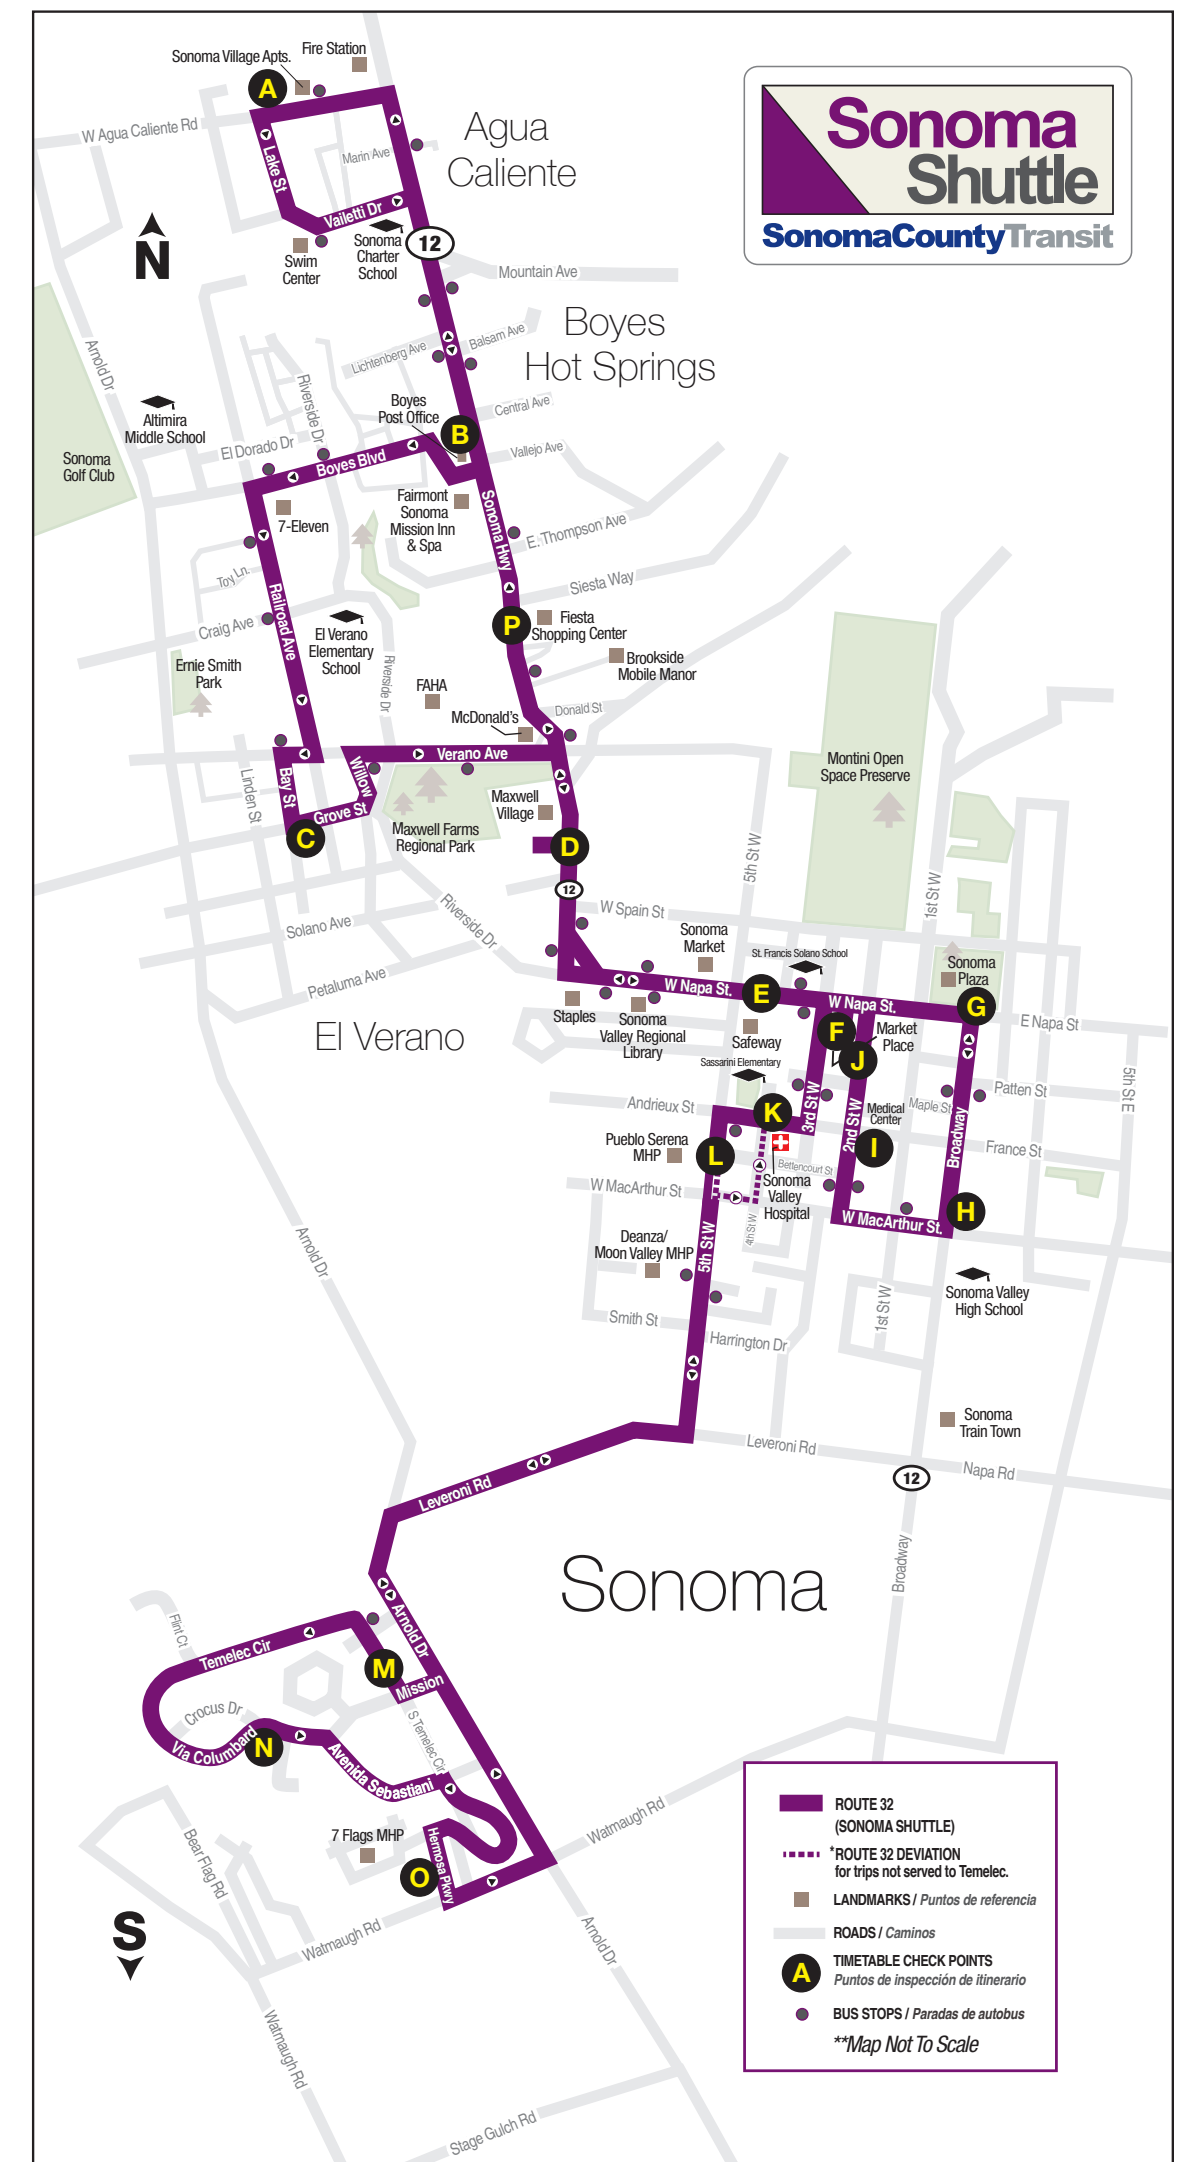 Sonoma Village Apts.
Fire Station
A
W Agua Caliente Rd
Marin Ave
Lake St
Vailetti Dr
Agua
Caliente
Sonoma
Shuttle
SonomaCountyTransit
N
Swim
Center
Sonoma
Charter
School
12
Mountain Ave
Boyes
Hot Springs
Lichtenberg Ave
Balsam Ave
Arnold Dr
Riverside Dr
Altimira
Middle School
Boyes
Post Office
Central Ave
B
Vallejo Ave
El Dorado Dr
Boyes Blvd
Sonoma
Golf Club
7-Eleven
Fairmont
Sonoma
Mission Inn
& Spa
Sonoma Hwy
E. Thompson Ave
Toy Ln.
Siesta Way
Railroad Ave
Craig Ave
El Verano
Elementary
School
P
Fiesta
Shopping Center
Brookside
Mobile Manor
Ernie Smith
Park
Riverside Dr
FAHA
McDonald's
Donald St
Verano Ave
Willow
Bay St
Grove St
Linden St
C
Maxwell Farms
Regional Park
Maxwell
Village
D
12
Montini Open
Space Preserve
5th St W
1st St W
Solano Ave
Riverside Dr
Petaluma Ave
W Spain St
Sonoma
Market
St. Francis Solano School
Sonoma
Plaza
El Verano
W Napa St.
E
W Napa St.
G
E Napa St
Staples
Sonoma
Valley Regional
Library
Safeway
F
J
Market
Place
Sassarini Elementary
5th St E
Patten St
Andrieux St
K
3rd St W
2nd St W
Maple St
Medical
Center
Broadway
France St
Pueblo Serena
MHP
L
I
Bettencourt St
W MacArthur St
Sonoma
Valley
Hospital
4th St W
W MacArthur St.
H
5th St W
Deanza/
Moon Valley MHP
Arnold Dr
Sonoma Valley
High School
1st St W
Smith St
Harrington Dr
Sonoma
Train Town
Leveroni Rd
Napa Rd
12
Leveroni Rd
Broadway
Sonoma
Flint Ct
Arnold Dr
Temelec Cir
M
Mission
Crocus Dr
S Temelec Cir
Via Columbard
N
Avenida Sebastiani
7 Flags MHP
Hermosa Pkwy
O
Bear Flag Rd
Watmaugh Rd
Watmaugh Rd
Arnold Dr
S
Watmaugh Rd
Stage Gulch Rd
ROUTE 32
(SONOMA SHUTTLE)
*ROUTE 32 DEVIATION
for trips not served to Temelec.
LANDMARKS / Puntos de referencia
ROADS / Caminos
A
TIMETABLE CHECK POINTS
Puntos de inspección de itinerario
BUS STOPS / Paradas de autobus
**Map Not To Scale